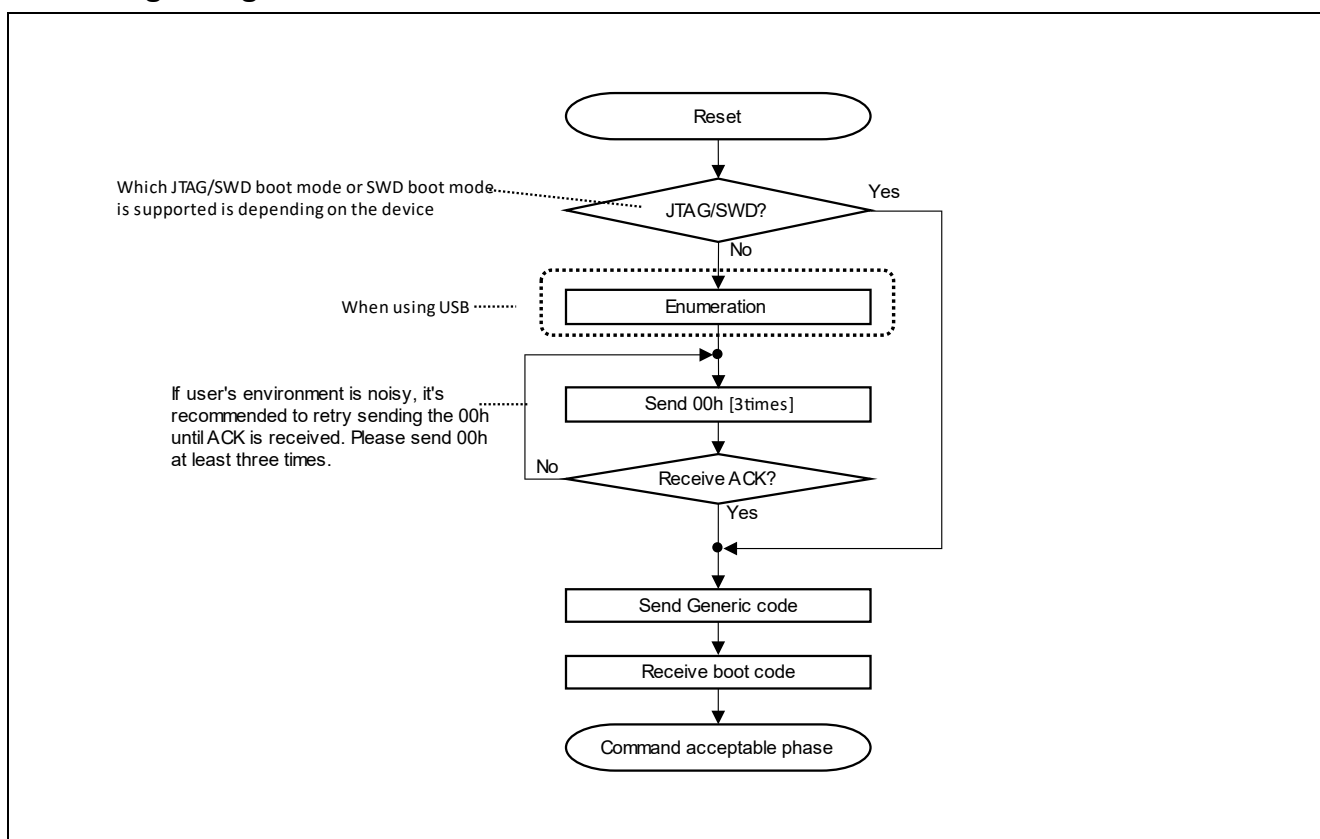 Reset
Which JTAG/SWD boot mode or SWD boot mode
is supported is depending on the device
Yes
JTAG/SWD?
No
When using USB
Enumeration
If user's environment is noisy, it's
recommended to retry sending the 00h
until ACK is received. Please send 00h
at least three times.
Send 00h [3times]
No
Receive ACK?
Yes
Send Generic code
Receive boot code
Command acceptable phase